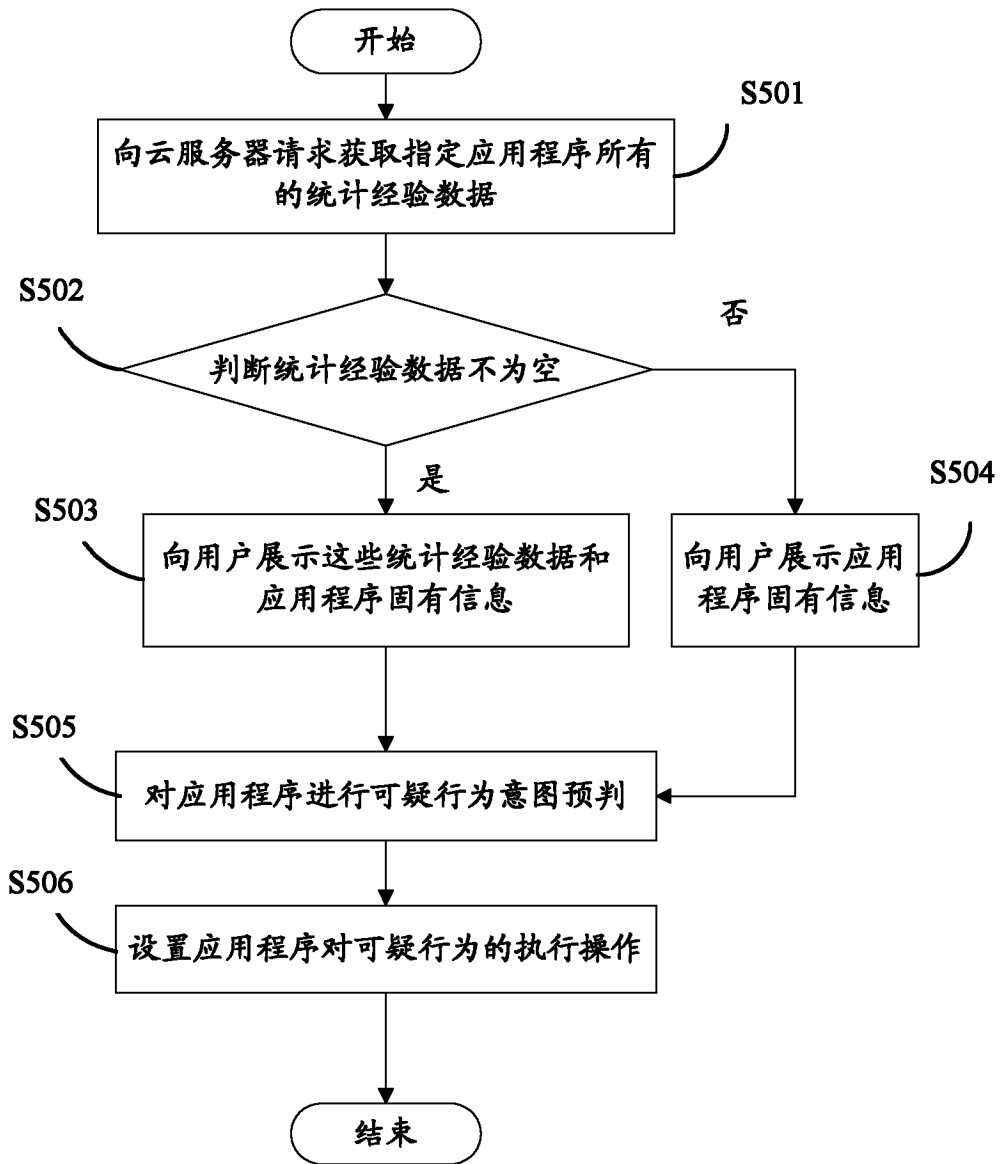 开始
S501
向云服务器请求获取指定应用程序所有
的统计经验数据
S502
否
判断统计经验数据不为空
是
S503
S504
向用户展示这些统计经验数据和
应用程序固有信息
向用户展示应用
程序固有信息
S505
对应用程序进行可疑行为意图预判
S506
设置应用程序对可疑行为的执行操作
结束